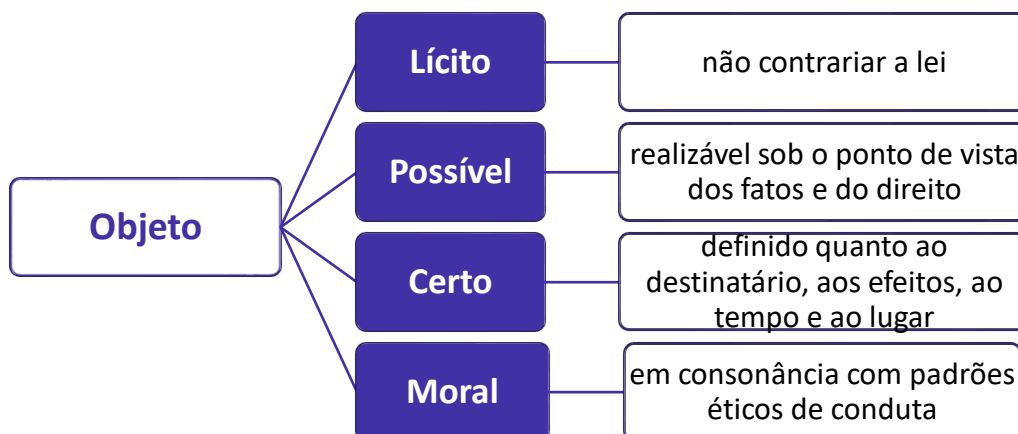 Objeto
Lícito
não contrariar a lei
Possível
realizável sob o ponto de vista
dos fatos e do direito
Certo
definido quanto ao
destinatário, aos efeitos, ao
tempo e ao lugar
Moral
em consonância com padrões
éticos de conduta